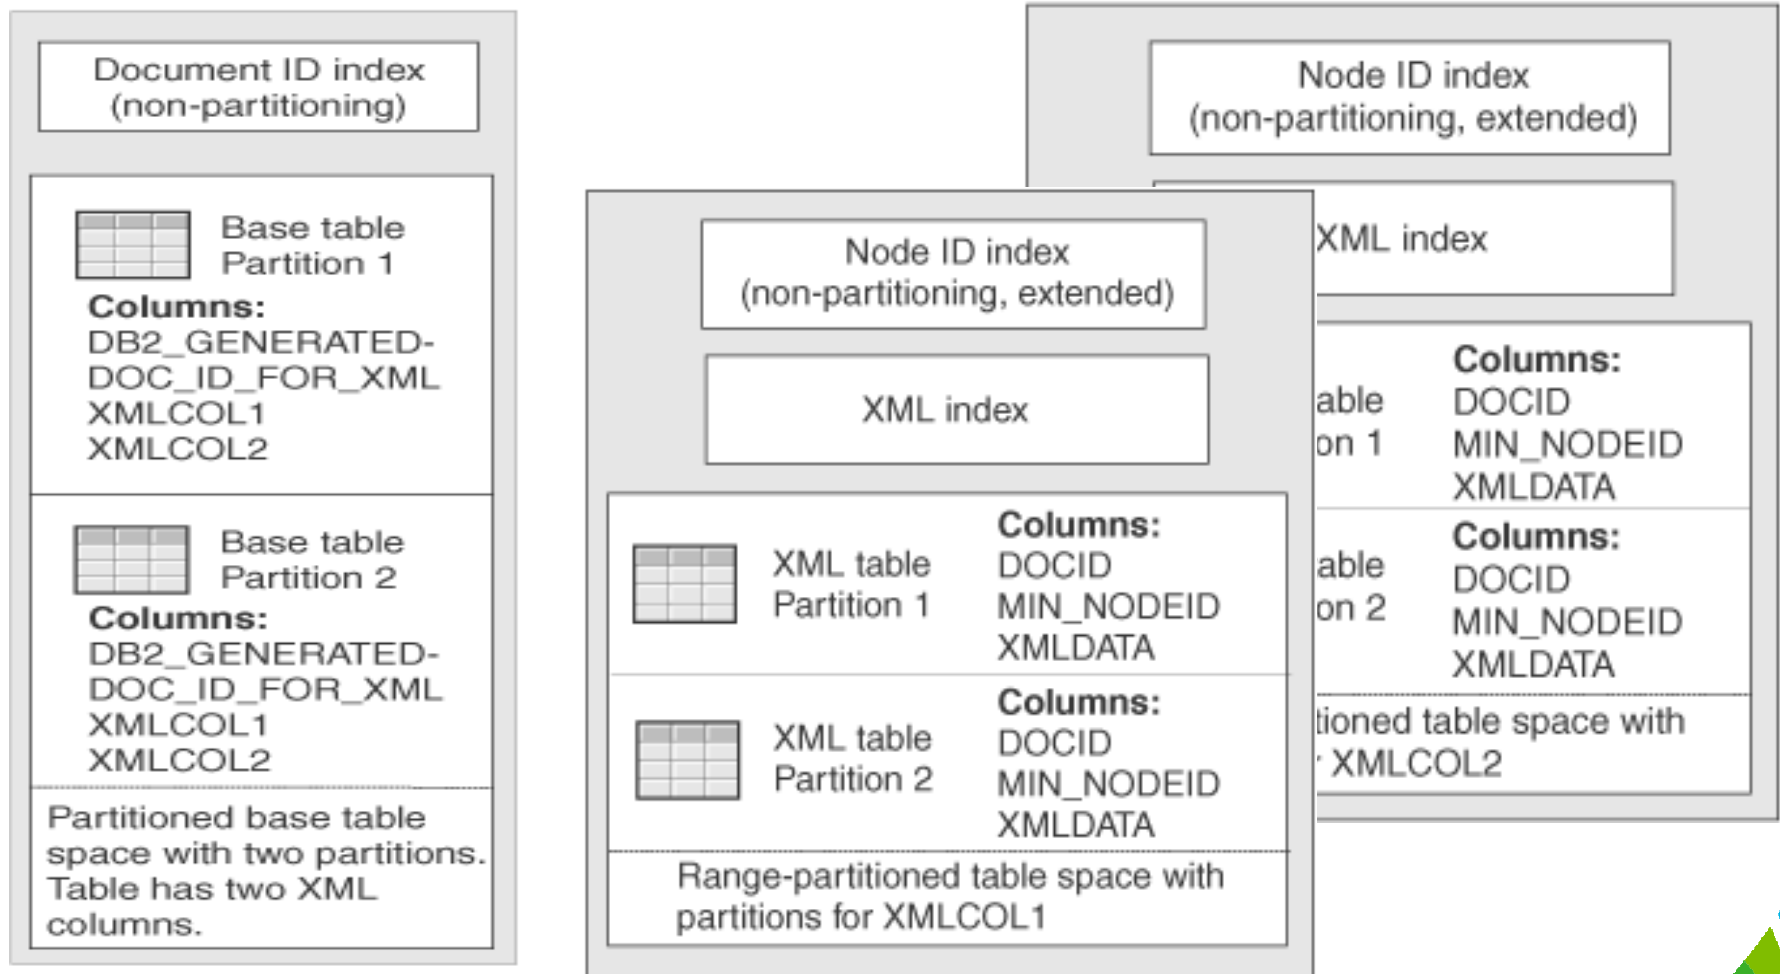 Document ID index
(non-partitioning)
Base table
Partition 1
Columns:
DB2_GENERATED-
DOC_ID_FOR_XML
XMLCOL1
XMLCOL2
Base table
Partition 2
Columns:
DB2_GENERATED-
DOC_ID_FOR_XML
XMLCOL1
XMLCOL2
Partitioned base table
space with two partitions.
Table has two XML
columns.
Node ID index
(non-partitioning, extended)
XML index
XML table
Partition 1
Columns:
DOCID
MIN_NODEID
XMLDATA
XML table
Partition 2
Columns:
DOCID
MIN_NODEID
XMLDATA
Range-partitioned table space with
partitions for XMLCOL1
Node ID index
(non-partitioning, extended)
XML index
able
on 1
Columns:
DOCID
MIN_NODEID
XMLDATA
able
on 2
Columns:
DOCID
MIN_NODEID
XMLDATA
tioned table space with
XMLCOL2